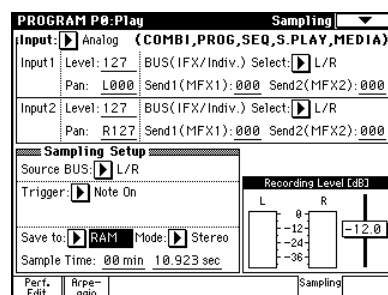 PROGRAM P0:Play Sampling
Input: Analog (COMBI,PROG,SEQ,S.PLAY,MEDIA)
Input1 Level: 127 BUS(IFX/Indiv.) Select: L/R
Pan: L000 Send1(MFX1): 000 Send2(MFX2): 000
Input2 Level: 127 BUS(IFX/Indiv.) Select: L/R
Pan: R127 Send1(MFX1): 000 Send2(MFX2): 000
Sampling Setup
Source BUS: L/R
Trigger: Note On
Save to: RAM Mode: Stereo
Sample Time: 00 min 10.923 sec
Recording Level [dB]
L R
0
-12
-24
-36
-12.0
Perf. Edit
Arpe- ggio
Sampling